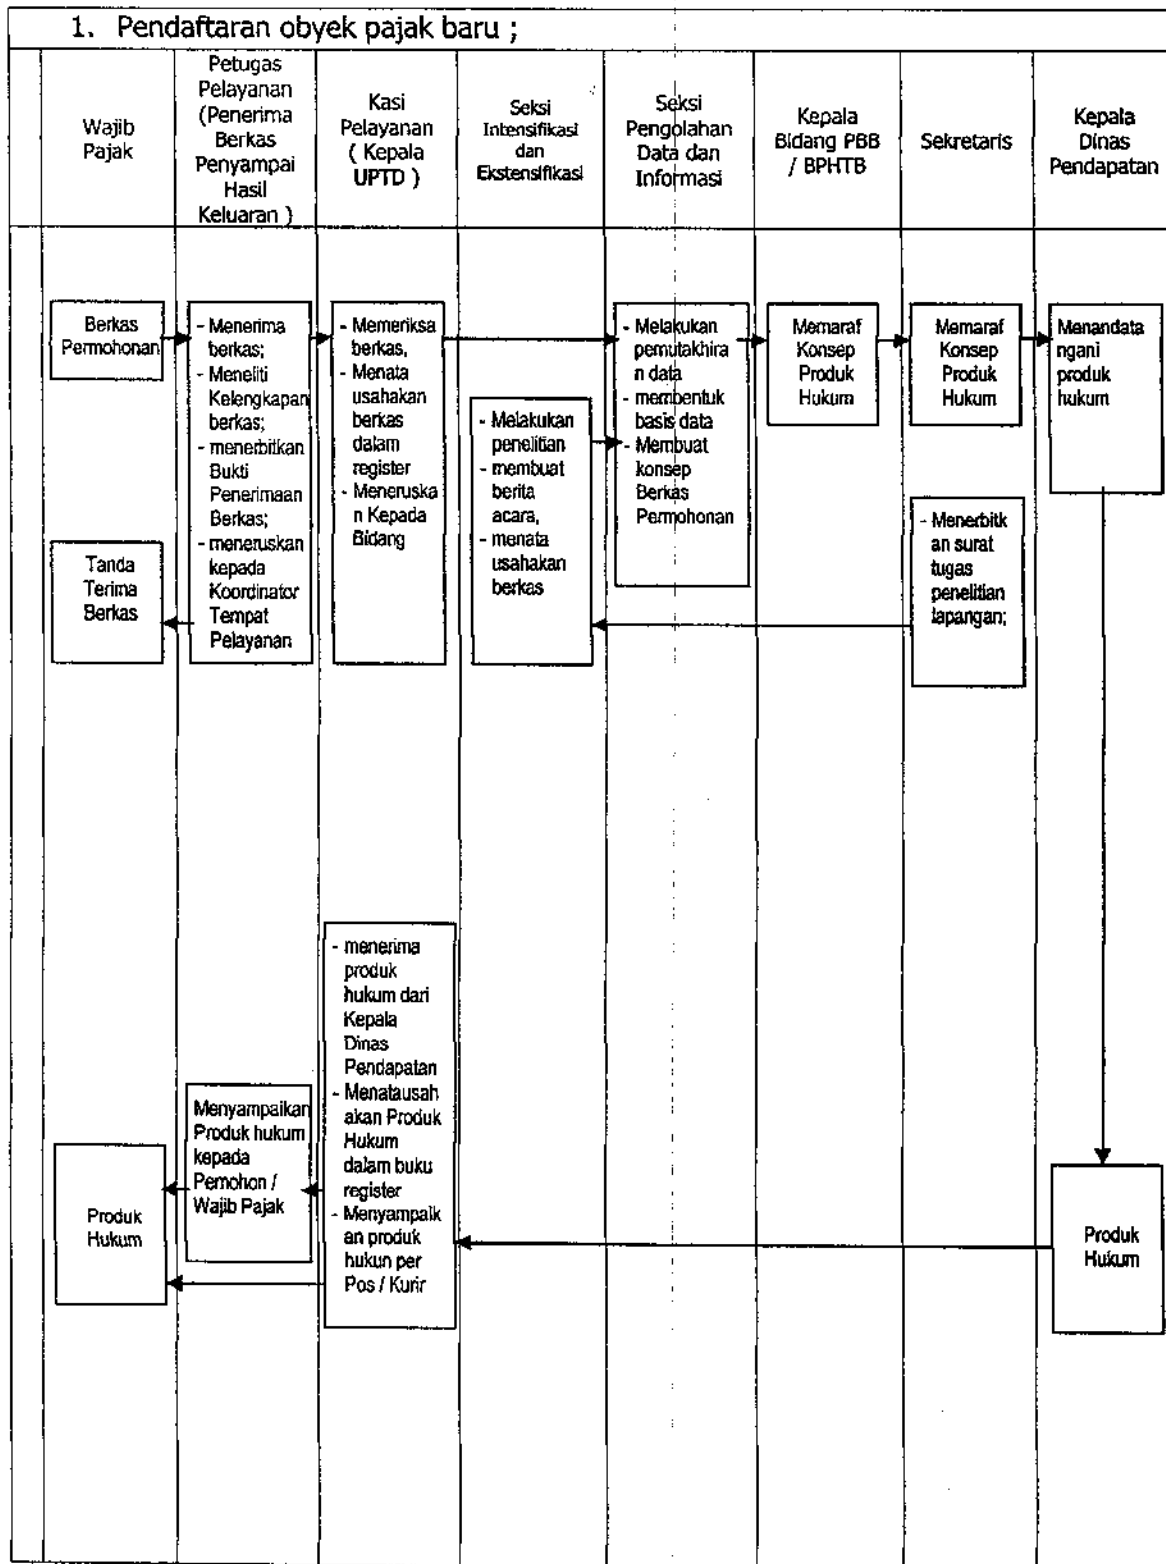 1. Pendaftaran obyek pajak baru ;
Wajib
Pajak
Petugas
Pelayanan
(Penerima
Berkas
Penyampai
Hasil
Keluaran )
Kasi
Pelayanan
( Kepala
UPTD )
Seksi
Intensifikasi
dan
Ekstensifikasi
Seksi
Pengolahan
Data dan
Informasi
Kepala
Bidang PBB
/ BPHTB
Sekretaris
Kepala
Dinas
Pendapatan
Berkas
Permohonan
- Menerima
berkas;
- Meneliti
Kelengkapan
berkas;
- menerbitkan
Bukti
Penerimaan
Berkas;
- meneruskan
kepada
Koordinator
Tempat
Pelayanan
- Memeriksa
berkas,
- Menata
usahakan
berkas
dalam
register
- Meneruska
n Kepada
Bidang
- Melakukan
penelitian
- membuat
berita
acara,
- menata
usahakan
berkas
- Melakukan
pemutakhira
n data
- membentuk
basis data
- Membuat
konsep
Berkas
Permohonan
Memaraf
Konsep
Produk
Hukum
Memaraf
Konsep
Produk
Hukum
Menandata
ngani
produk
hukum
- Menerbitk
an surat
tugas
penelitian
lapangan;
Tanda
Terima
Berkas
- menerima
produk
hukum dari
Kepala
Dinas
Pendapatan
- Menatausah
akan Produk
Hukum
dalam buku
register
- Menyampaik
an produk
hukun per
Pos / Kurir
Menyampaikan
Produk hukum
kepada
Pemohon /
Wajib Pajak
Produk
Hukum
Produk
Hukum